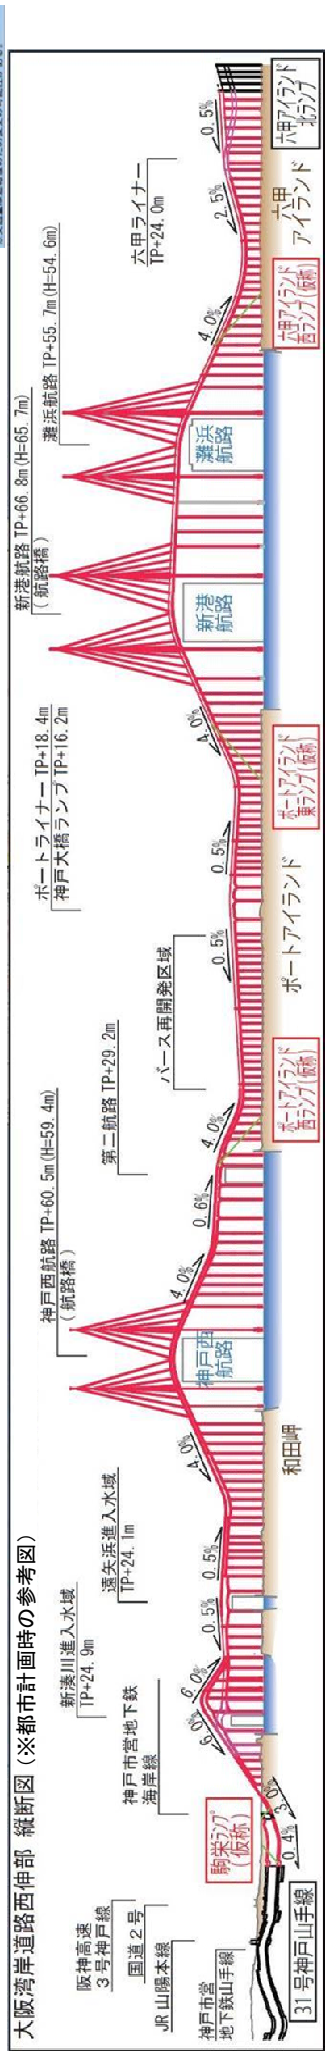 大阪湾岸道路西伸部 縦断図(※都市計画時の参考図)
阪神高速
3号神戸線
国道2号
JR山陽本線
神戸市営
地下鉄山手線
31号神戸山手線
新湊川進入水域
TP+24.9m
神戸市営地下鉄
海岸線
駒栄ランプ
(仮称)
0.4%
3.0%
6.0%
6.0%
遠矢浜進入水域
TP+24.1m
0.5%
0.5%
和田岬
4.0%
神戸西航路 TP+60.5m(H=59.4m)
(航路橋)
神戸西
航路
4.0%
0.6%
第二航路 TP+29.2m
4.0%
ポートアイランド
西ランプ(仮称)
バース再開発区域
0.5%
ポートアイランド
0.5%
ポートライナー TP+18.4m
神戸大橋ランプ TP+16.2m
ポートアイランド
東ランプ(仮称)
4.0%
新港航路 TP+66.8m(H=65.7m)
(航路橋)
新港
航路
灘浜航路 TP+55.7m(H=54.6m)
灘浜
航路
4.0%
六甲アイランド
西ランプ(仮称)
六甲ライナー
TP+24.0m
2.5%
六甲
アイランド
0.5%
六甲アイランド
北ランプ